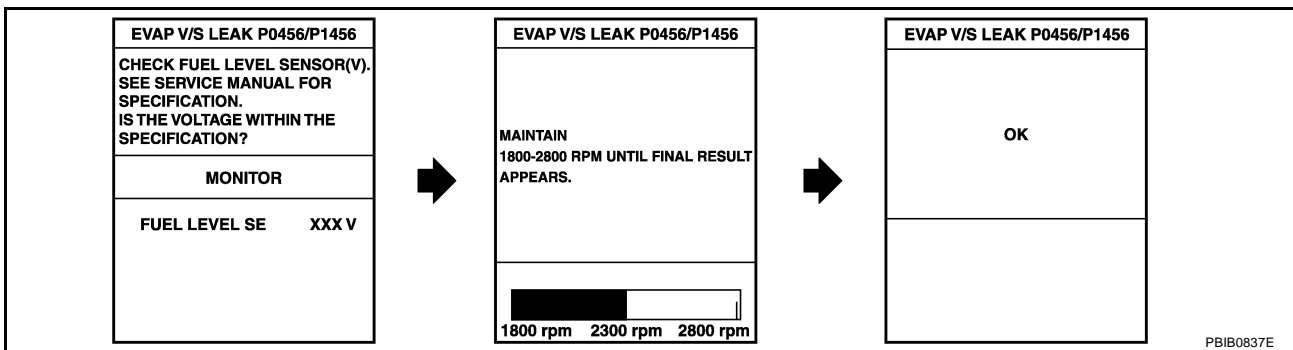 EVAP V/S LEAK P0456/P1456
CHECK FUEL LEVEL SENSOR(V).
SEE SERVICE MANUAL FOR
SPECIFICATION.
IS THE VOLTAGE WITHIN THE
SPECIFICATION?
MONITOR
FUEL LEVEL SE XXX V
EVAP V/S LEAK P0456/P1456
MAINTAIN
1800-2800 RPM UNTIL FINAL RESULT
APPEARS.
1800 rpm 2300 rpm 2800 rpm
EVAP V/S LEAK P0456/P1456
OK
PBIB0837E